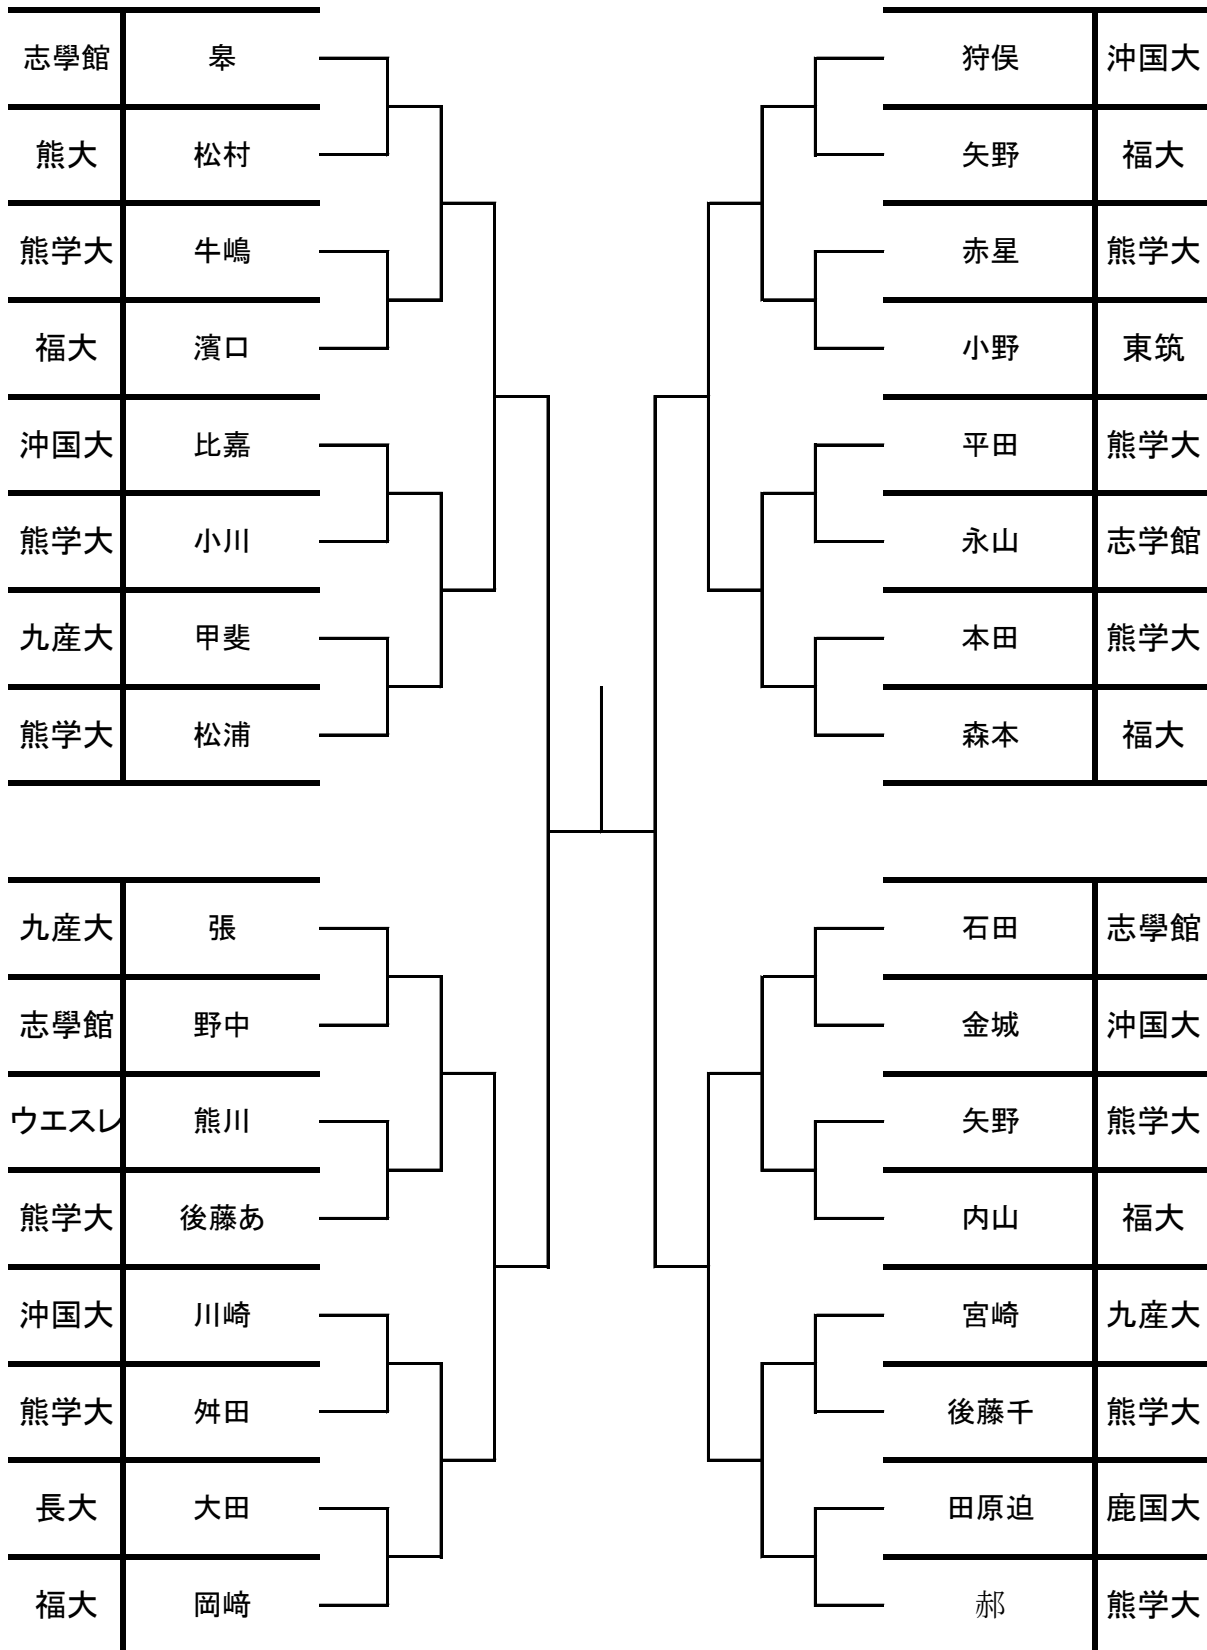 志學館 皋
熊大 松村
熊学大 牛嶋
福大 濱口
沖国大 比嘉
熊学大 小川
九産大 甲斐
熊学大 松浦
九産大 張
志學館 野中
ウエスレ 熊川
熊学大 後藤あ
沖国大 川崎
熊学大 舛田
長大 大田
福大 岡﨑
狩俣 沖国大
矢野 福大
赤星 熊学大
小野 東筑
平田 熊学大
永山 志学館
本田 熊学大
森本 福大
石田 志學館
金城 沖国大
矢野 熊学大
内山 福大
宮崎 九産大
後藤千 熊学大
田原迫 鹿国大
郝 熊学大